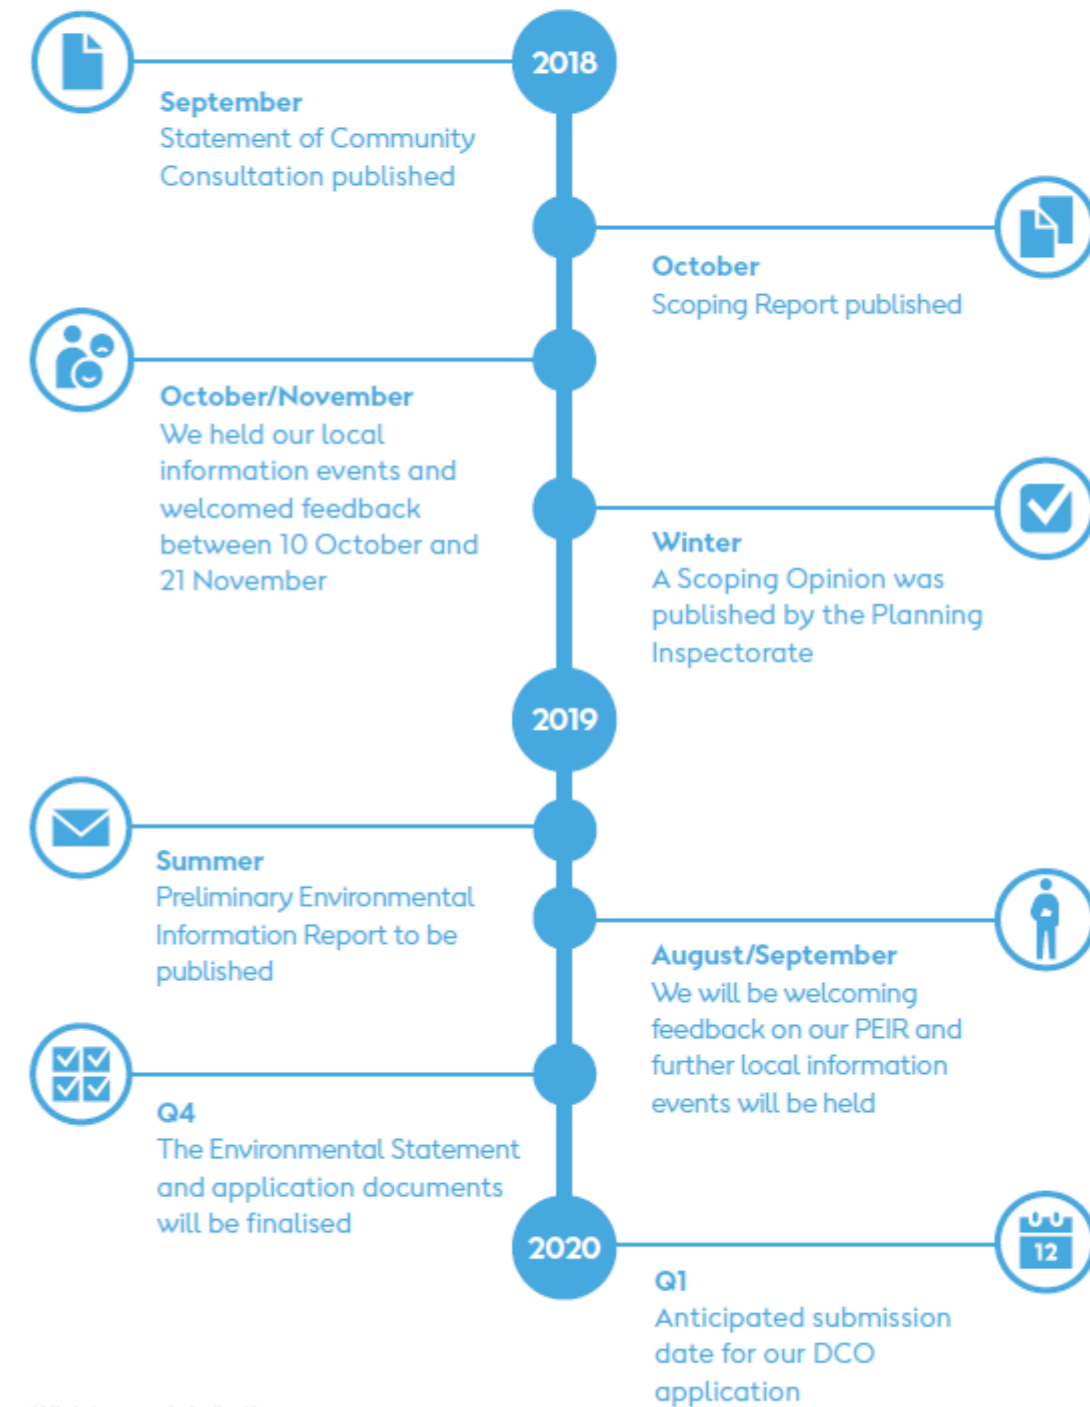 2018
September
Statement of Community
Consultation published
October
Scoping Report published
October/November
We held our local
information events and
welcomed feedback
between 10 October and
21 November
Winter
A Scoping Opinion was
published by the Planning
Inspectorate
2019
Summer
Preliminary Environmental
Information Report to be
published
August/September
We will be welcoming
feedback on our PEIR and
further local information
events will be held
Q4
The Environmental Statement
and application documents
will be finalised
2020
12
Q1
Anticipated submission
date for our DCO
application